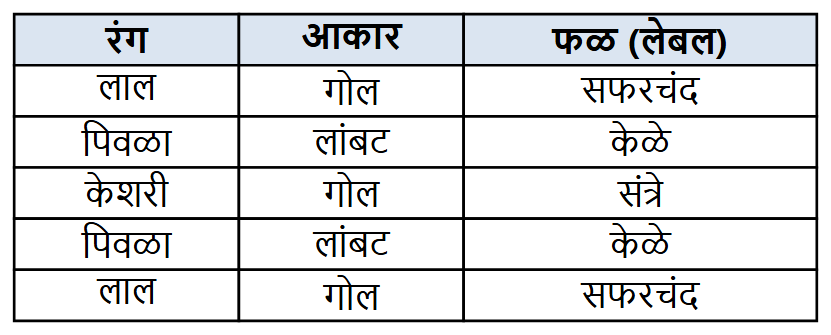 रंग आकार फळ (लेबल)
लाल गोल सफरचंद
पिवळा लांबट केळे
केशरी गोल संत्रे
पिवळा लांबट केळे
लाल गोल सफरचंद